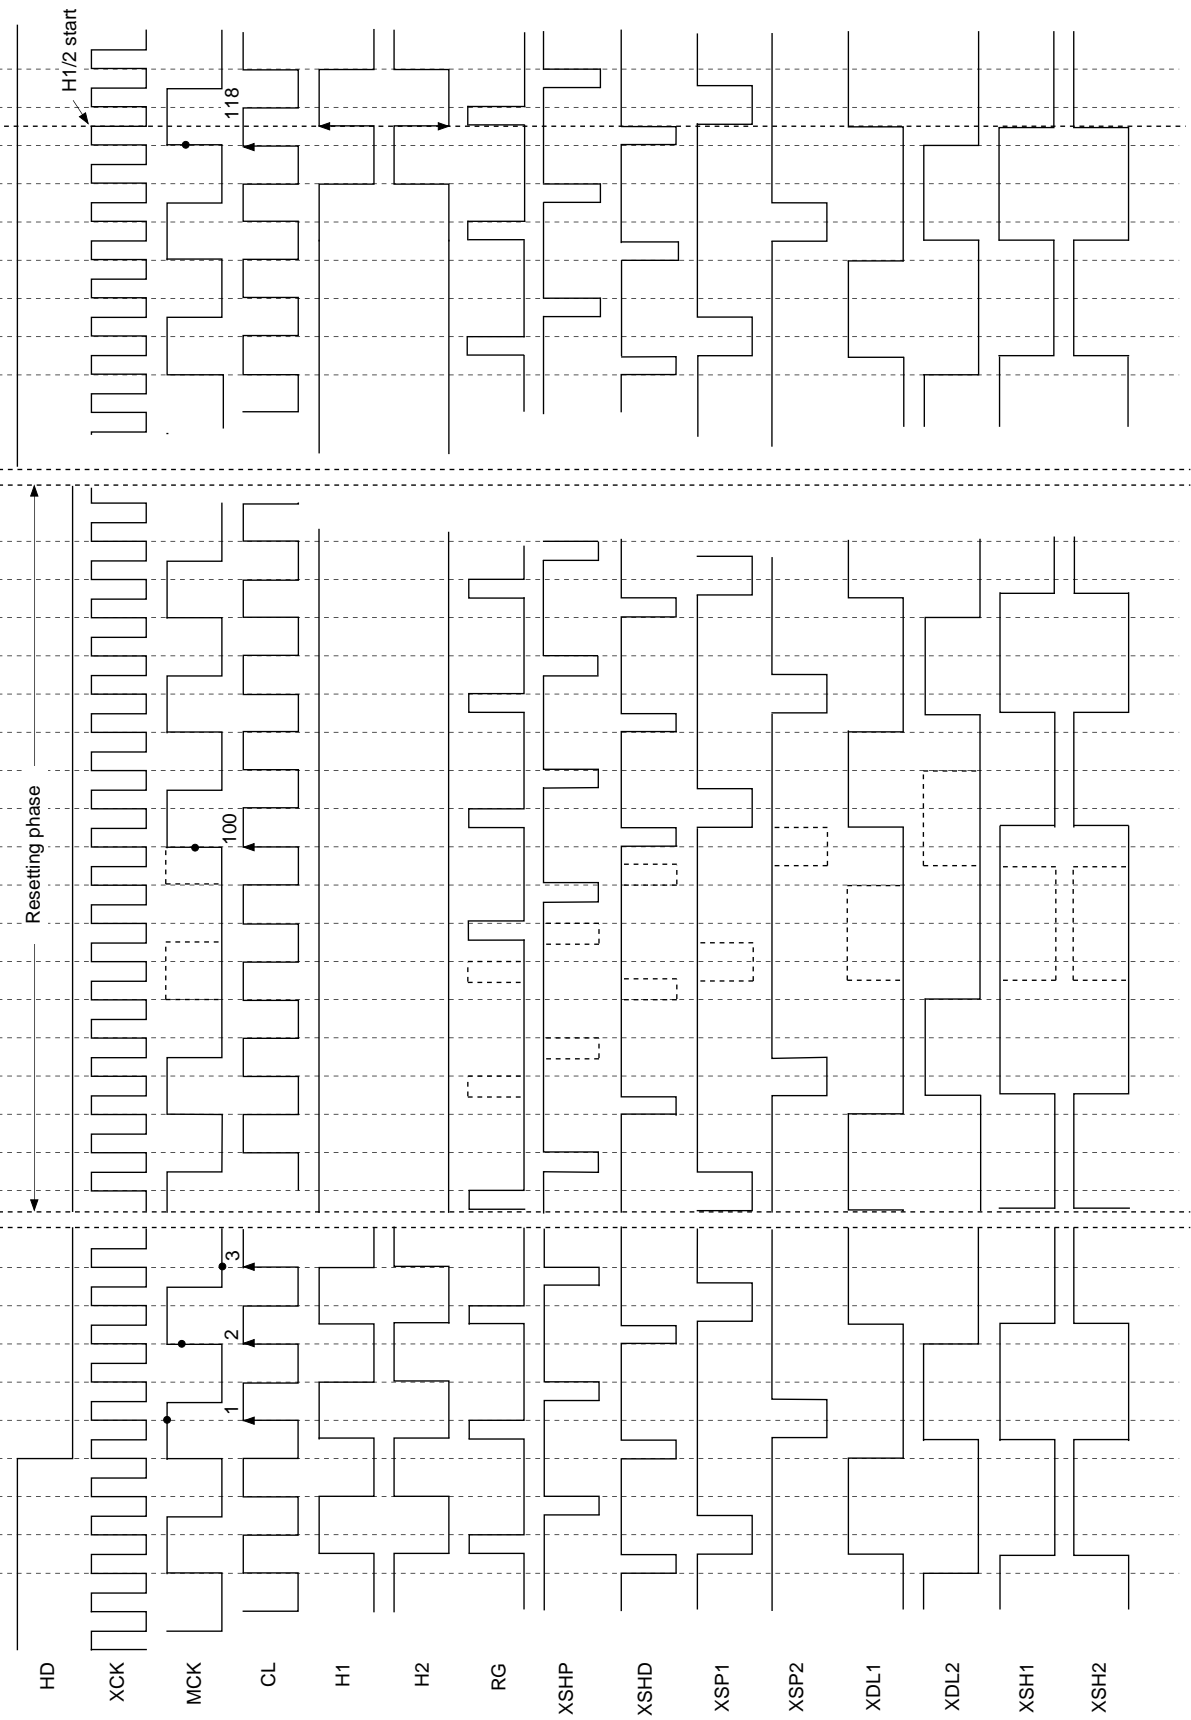 HD
XCK
MCK
CL
H1
H2
RG
XSHP
XSHD
XSP1
XSP2
XDL1
XDL2
XSH1
XSH2
1
2
3
Resetting phase
100
118
H1/2 start